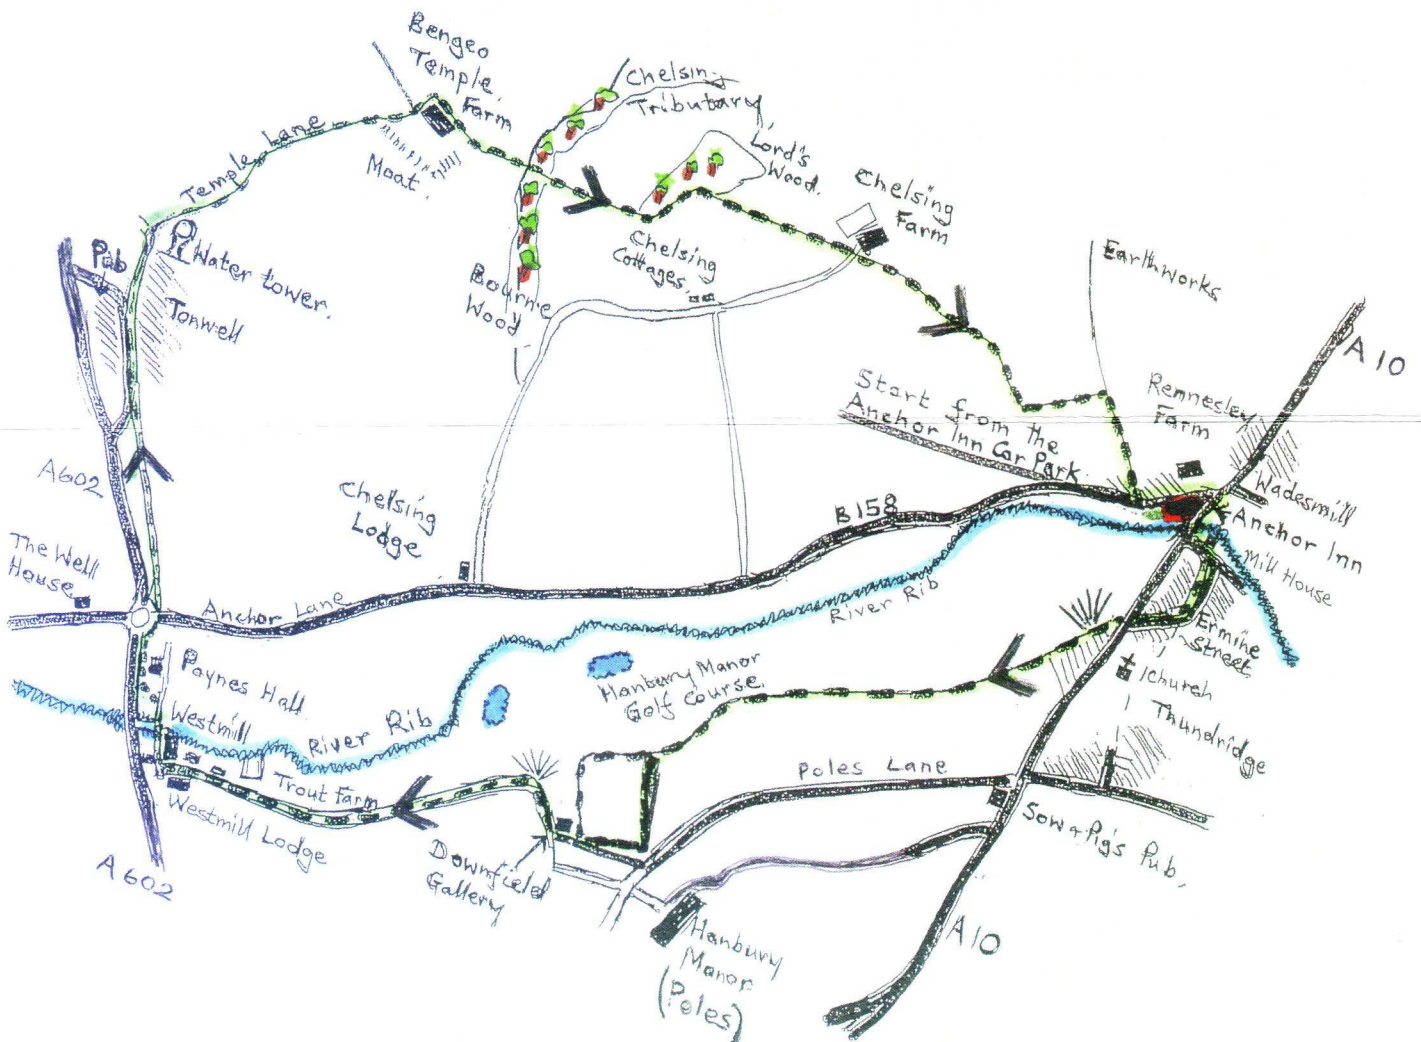 Bengeo
Temple
Farm
Chelsing
Tributary
Lord's
Wood.
Temple Lane
Moat.
Chelsing
Farm
Earthworks
Pub
Water tower.
Tonwell
Chelsing
Cottages.
Bourne
Wood
A10
Start from the
Anchor Inn Car Park.
Remnesley
Farm
A602
Chelsing
Lodge
B158
Wadesmill
Anchor Inn
Mill House
The Well
House
Anchor Lane
River Rib
Ermine
Street.
Paynes Hall
Hanbury Manor
Golf Course.
Church
Thundridge
Westmill
River Rib
Trout Farm
Poles Lane
Westmill Lodge
Sow & Pigs Pub.
Downfield
Gallery
A602
A10
Hanbury
Manor
(Poles)